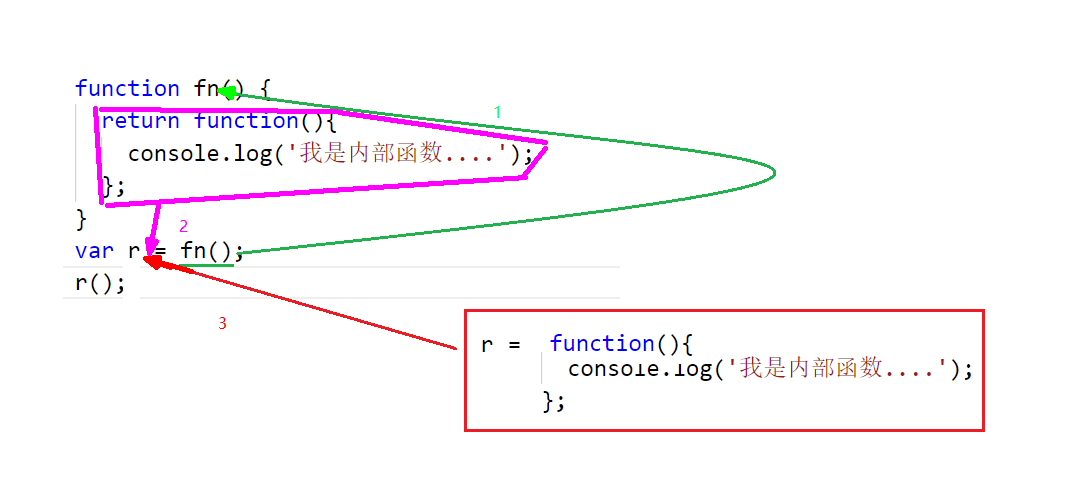 function fn() {
1
return function(){
console.log('我是内部函数....');
};
}
2
var r = fn();
r();
3
r = function(){
console.log('我是内部函数....');
};